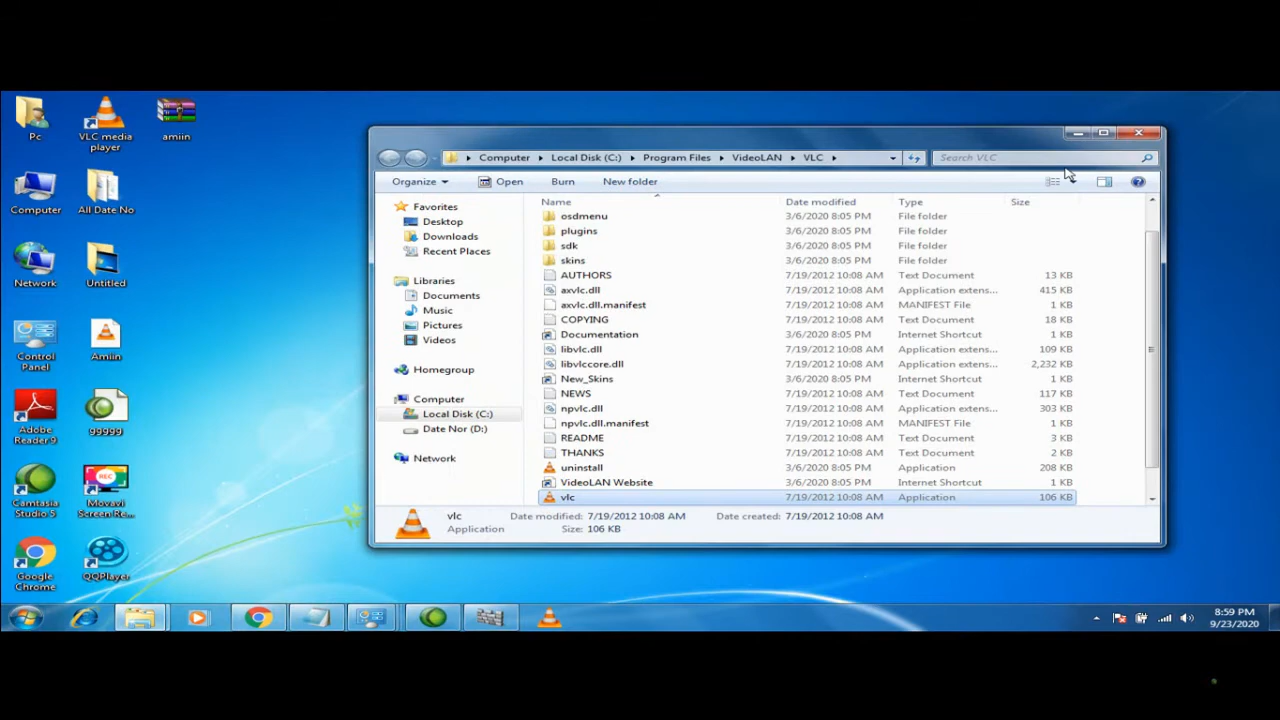 Pc
VLC media
player
amiin
Computer
All Date No
Network
Untitled
Control
Panel
Amiin
Adobe
Reader 9
ggggg
Camtasia
Studio 5
Movavi
Screen Re...
Google
Chrome
QQPlayer
Computer Local Disk (C:) Program Files VideoLAN VLC
Search VLC
Organize Open Burn New folder
Favorites
Desktop
Downloads
Recent Places
Libraries
Documents
Music
Pictures
Videos
Homegroup
Computer
Local Disk (C:)
Date Nor (D:)
Network
Name Date modified Type Size
osdmenu 3/6/2020 8:05 PM File folder
plugins 3/6/2020 8:05 PM File folder
sdk 3/6/2020 8:05 PM File folder
skins 3/6/2020 8:05 PM File folder
AUTHORS 7/19/2012 10:08 AM Text Document 13 KB
axvlc.dll 7/19/2012 10:08 AM Application extens... 415 KB
axvlc.dll.manifest 7/19/2012 10:08 AM MANIFEST File 1 KB
COPYING 7/19/2012 10:08 AM Text Document 18 KB
Documentation 3/6/2020 8:05 PM Internet Shortcut 1 KB
libvlc.dll 7/19/2012 10:08 AM Application extens... 109 KB
libvlccore.dll 7/19/2012 10:08 AM Application extens... 2,232 KB
New_Skins 3/6/2020 8:05 PM Internet Shortcut 1 KB
NEWS 7/19/2012 10:08 AM Text Document 117 KB
npvlc.dll 7/19/2012 10:08 AM Application extens... 303 KB
npvlc.dll.manifest 7/19/2012 10:08 AM MANIFEST File 1 KB
README 7/19/2012 10:08 AM Text Document 3 KB
THANKS 7/19/2012 10:08 AM Text Document 2 KB
uninstall 3/6/2020 8:05 PM Application 208 KB
VideoLAN Website 3/6/2020 8:05 PM Internet Shortcut 1 KB
vlc 7/19/2012 10:08 AM Application 106 KB
vlc Date modified: 7/19/2012 10:08 AM Date created: 7/19/2012 10:08 AM
Application Size: 106 KB
8:59 PM
9/23/2020